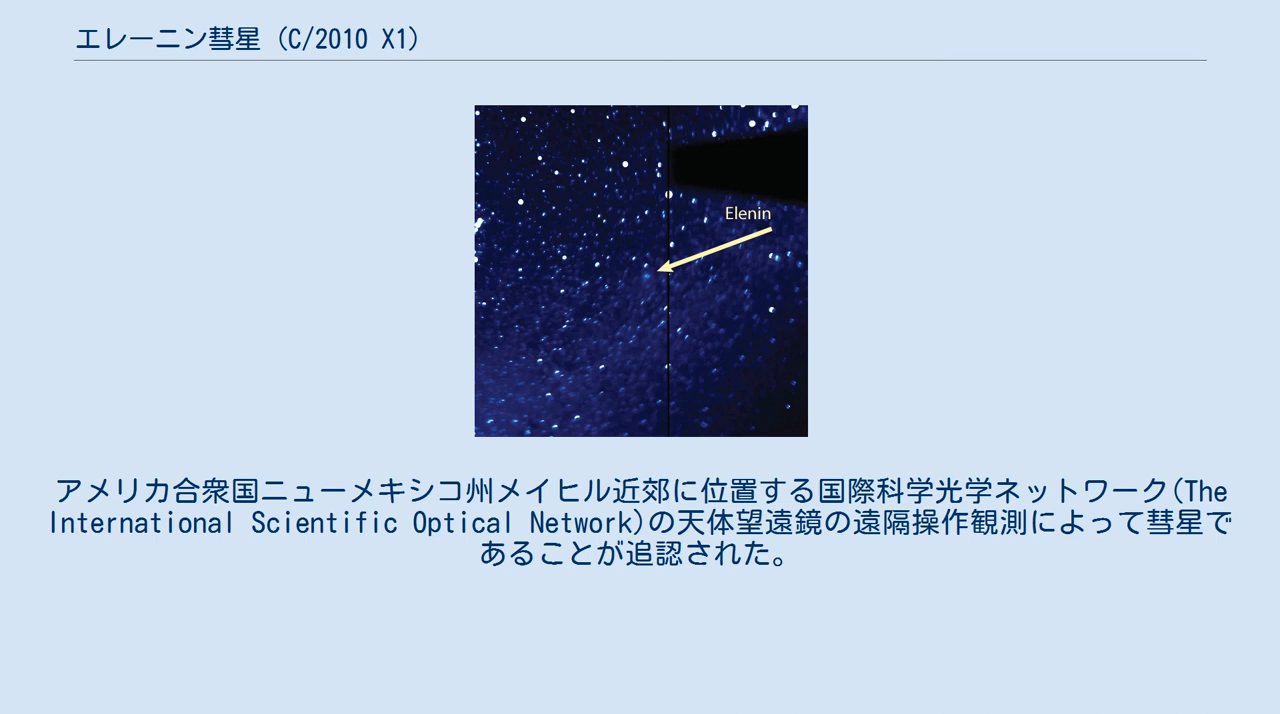 エレーニン彗星 (C/2010 X1)
Elenin
アメリカ合衆国ニューメキシコ州メイヒル近郊に位置する国際科学光学ネットワーク(The
International Scientific Optical Network)の天体望遠鏡の遠隔操作観測によって彗星で
あることが追認された。